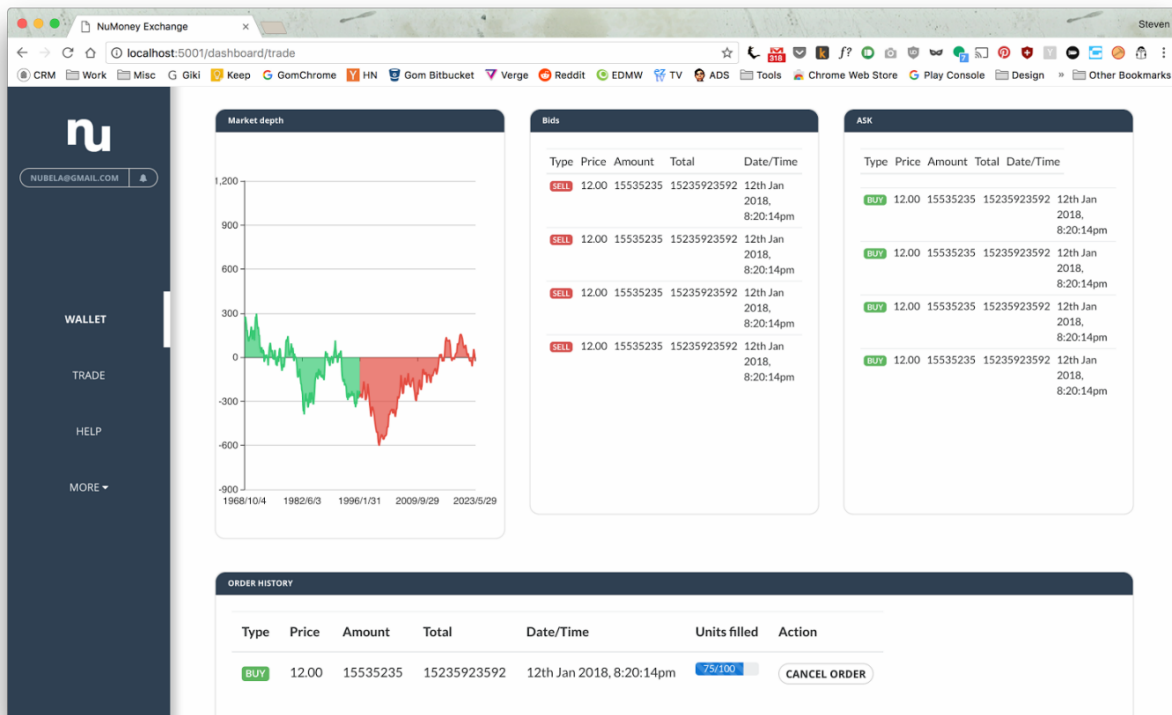 NuMoney Exchange
Steven
localhost:5001/dashboard/trade
318
f?
7
CRM Work Misc Giki Keep GomChrome HN Gom Bitbucket Verge Reddit EDMW TV ADS Tools Chrome Web Store Play Console Design » Other Bookmarks
nu
NUBELA@GMAIL.COM
WALLET
TRADE
HELP
MORE
Market depth
1,200
900
600
300
0
-300
-600
-900
1968/10/4 1982/6/3 1996/1/31 2009/9/29 2023/5/29
Bids
Type Price Amount Total Date/Time
SELL 12.00 15535235 15235923592 12th Jan
2018,
8:20:14pm
SELL 12.00 15535235 15235923592 12th Jan
2018,
8:20:14pm
SELL 12.00 15535235 15235923592 12th Jan
2018,
8:20:14pm
SELL 12.00 15535235 15235923592 12th Jan
2018,
8:20:14pm
ASK
Type Price Amount Total Date/Time
BUY 12.00 15535235 15235923592 12th Jan
2018,
8:20:14pm
BUY 12.00 15535235 15235923592 12th Jan
2018,
8:20:14pm
BUY 12.00 15535235 15235923592 12th Jan
2018,
8:20:14pm
BUY 12.00 15535235 15235923592 12th Jan
2018,
8:20:14pm
ORDER HISTORY
Type Price Amount Total Date/Time Units filled Action
BUY 12.00 15535235 15235923592 12th Jan 2018, 8:20:14pm 75/100 CANCEL ORDER